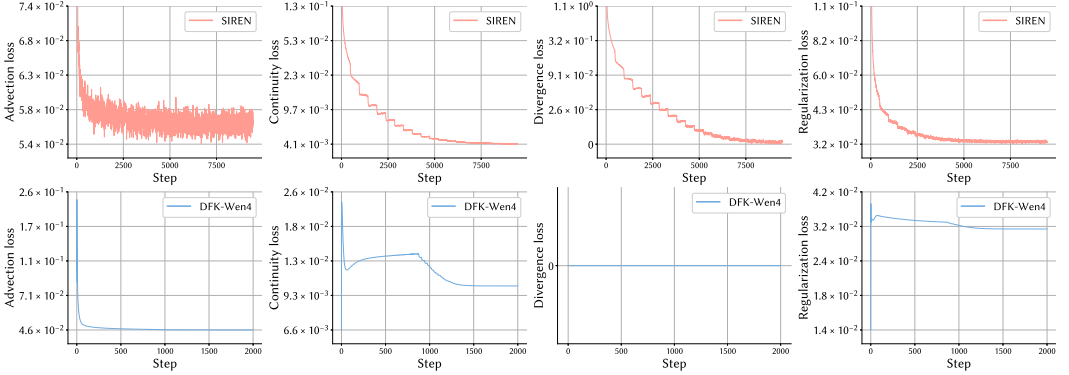 Advection loss
7.4 × 10⁻²
6.8 × 10⁻²
6.3 × 10⁻²
5.8 × 10⁻²
5.4 × 10⁻²
0 2500 5000 7500
Step
SIREN
Continuity loss
1.3 × 10⁻¹
5.3 × 10⁻²
2.3 × 10⁻²
9.7 × 10⁻³
4.1 × 10⁻³
0 2500 5000 7500
Step
SIREN
Divergence loss
1.1 × 10⁰
3.2 × 10⁻¹
9.1 × 10⁻²
2.6 × 10⁻²
0
0 2500 5000 7500
Step
SIREN
Regularization loss
1.1 × 10⁻¹
8.2 × 10⁻²
6.0 × 10⁻²
4.3 × 10⁻²
3.2 × 10⁻²
0 2500 5000 7500
Step
SIREN
Advection loss
2.6 × 10⁻¹
1.7 × 10⁻¹
1.1 × 10⁻¹
7.1 × 10⁻²
4.6 × 10⁻²
0 500 1000 1500 2000
Step
DFK-Wen4
Continuity loss
2.6 × 10⁻²
1.8 × 10⁻²
1.3 × 10⁻²
9.3 × 10⁻³
6.6 × 10⁻³
0 500 1000 1500 2000
Step
DFK-Wen4
Divergence loss
0
0 500 1000 1500 2000
Step
DFK-Wen4
Regularization loss
4.2 × 10⁻²
3.2 × 10⁻²
2.4 × 10⁻²
1.8 × 10⁻²
1.4 × 10⁻²
0 500 1000 1500 2000
Step
DFK-Wen4